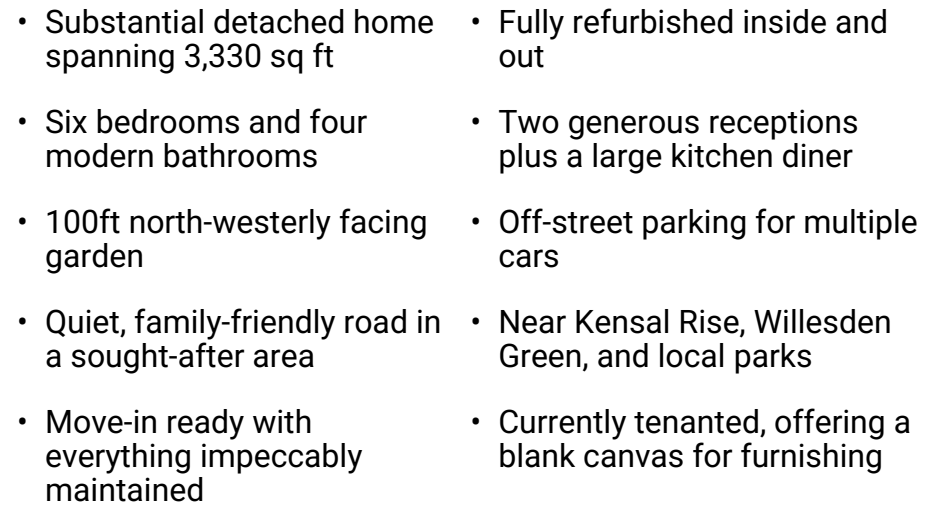 • Substantial detached home
spanning 3,330 sq ft
• Fully refurbished inside and
out
• Six bedrooms and four
modern bathrooms
• Two generous receptions
plus a large kitchen diner
• 100ft north-westerly facing
garden
• Off-street parking for multiple
cars
• Quiet, family-friendly road in
a sought-after area
• Near Kensal Rise, Willesden
Green, and local parks
• Move-in ready with
everything impeccably
maintained
• Currently tenanted, offering a
blank canvas for furnishing